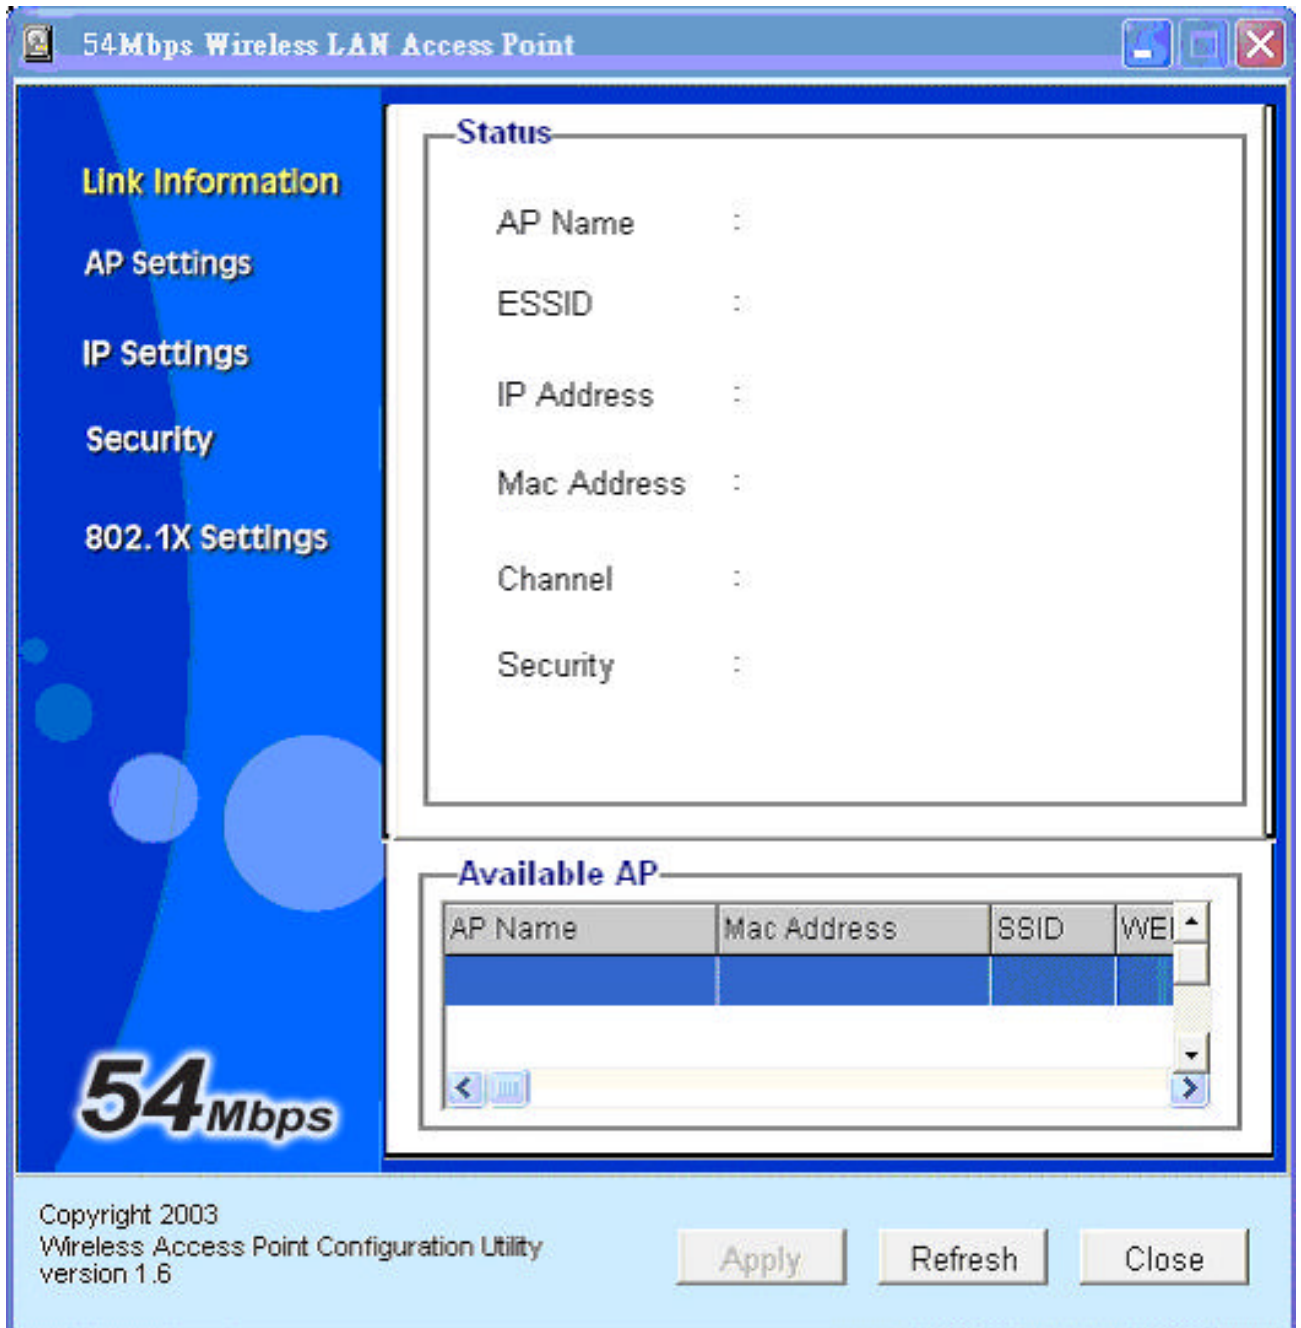 54Mbps Wireless LAN Access Point
Link Information
AP Settings
IP Settings
Security
802.1X Settings
54Mbps
Status
AP Name :
ESSID :
IP Address :
Mac Address :
Channel :
Security :
Available AP
AP Name Mac Address SSID
Copyright 2003
Wireless Access Point Configuration Utility
version 1.6
Apply Refresh Close